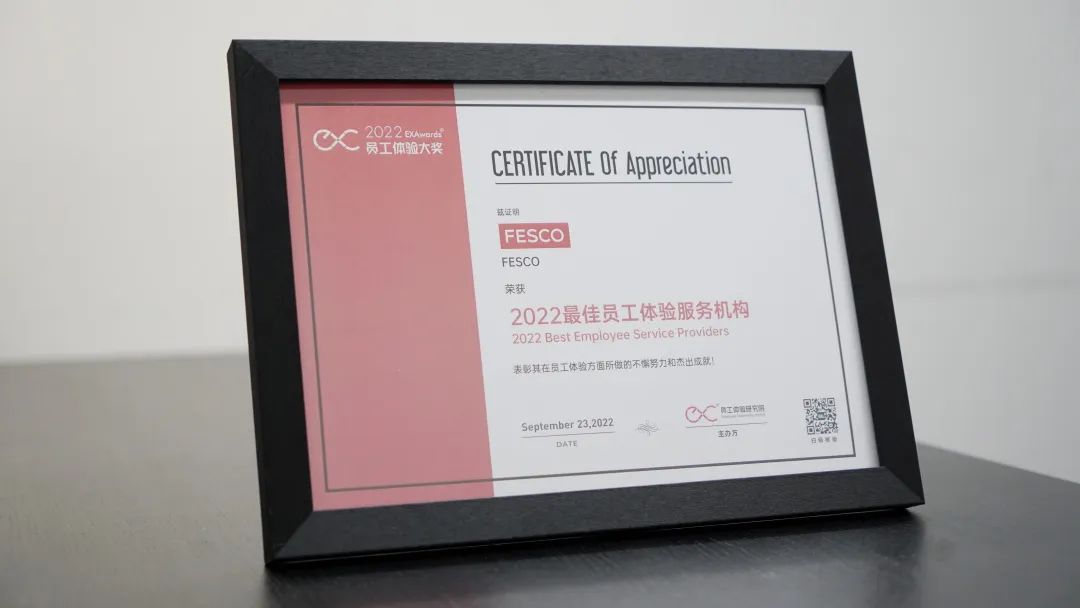 exc 2022 EXAwards®
员工体验大奖
CERTIFICATE Of Appreciation
兹证明
FESCO
FESCO
荣获
2022最佳员工体验服务机构
2022 Best Employee Service Providers
表彰其在员工体验方面所做的不懈努力和杰出成就！
September 23,2022
DATE
exc 员工体验研究院
主办方